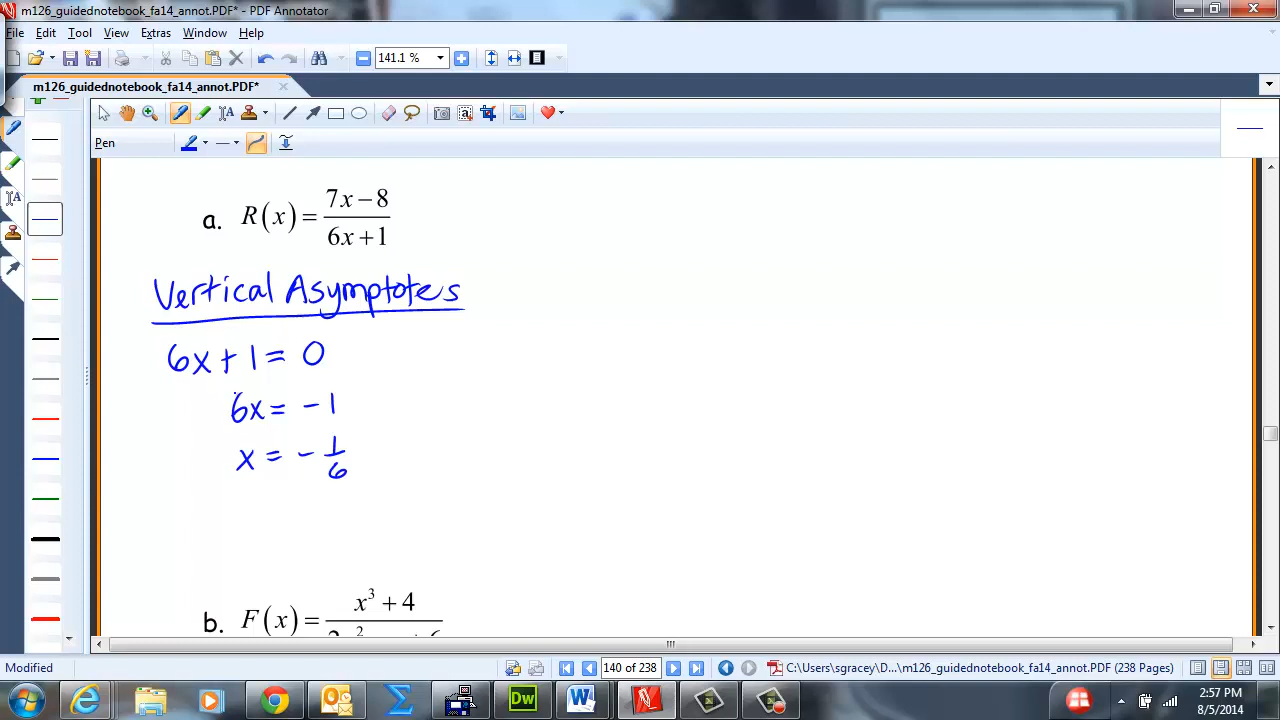 m126_guidednotebook_fa14_annot.PDF* - PDF Annotator
File Edit Tool View Extras Window Help
141.1 %
m126_guidednotebook_fa14_annot.PDF*
Pen
a. R(x) = (7x − 8)/(6x + 1)
Vertical Asymptotes
6x + 1 = 0
6x = − 1
x = − 1/6
b. F(x) = x³ + 4
Modified
140 of 238
C:\Users\sgracey\D...\m126_guidednotebook_fa14_annot.PDF (238 Pages)
Dw
2:57 PM
8/5/2014